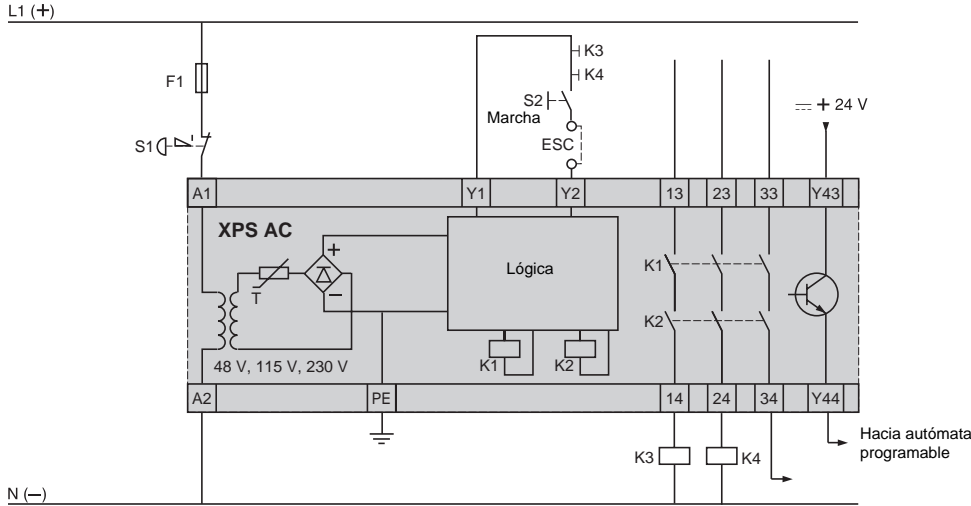 L1 (+)
F1
S1
K3
K4
S2
Marcha
ESC
+ 24 V
A1
Y1
Y2
13
23
33
Y43
XPS AC
+
−
T
Lógica
K1
K2
K1
K2
48 V, 115 V, 230 V
A2
PE
14
24
34
Y44
K3
K4
Hacia autómata
programable
N (−)